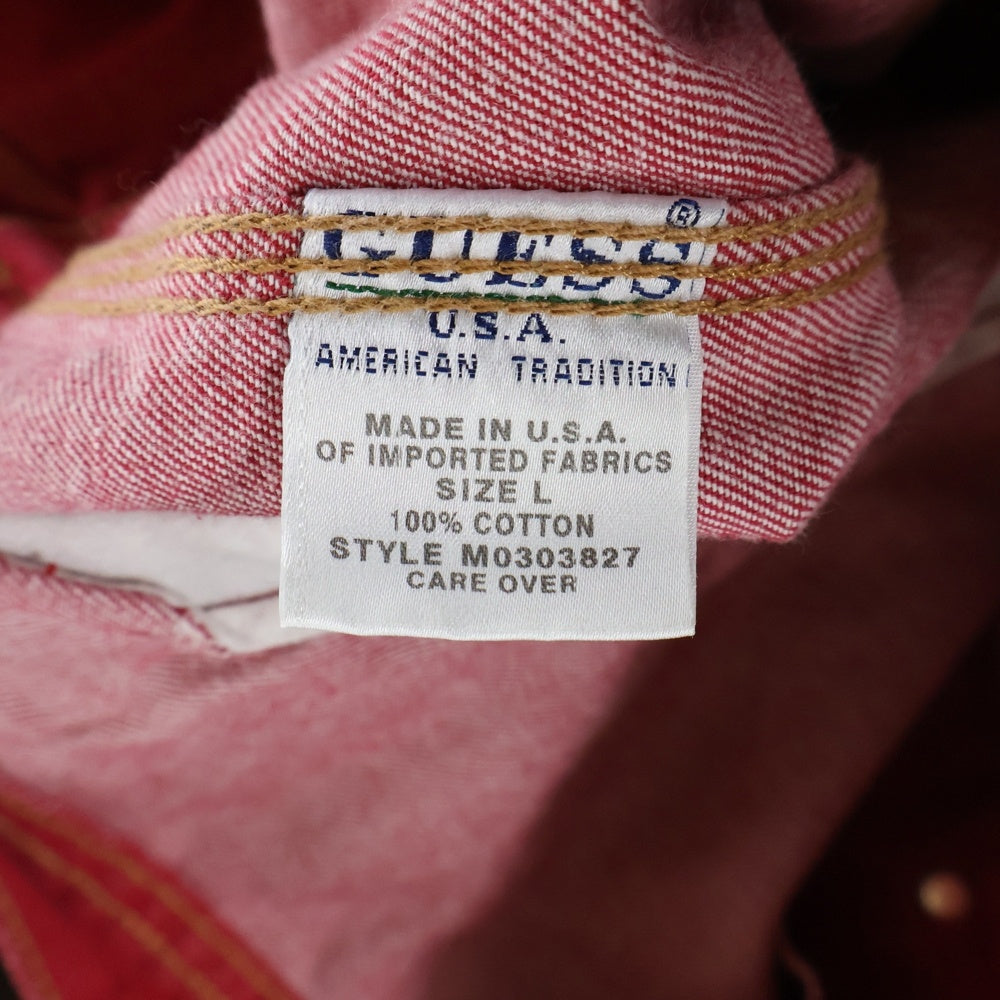 GUESS®
U.S.A.
AMERICAN TRADITION
MADE IN U.S.A.
OF IMPORTED FABRICS
SIZE L
100% COTTON
STYLE M0303827
CARE OVER